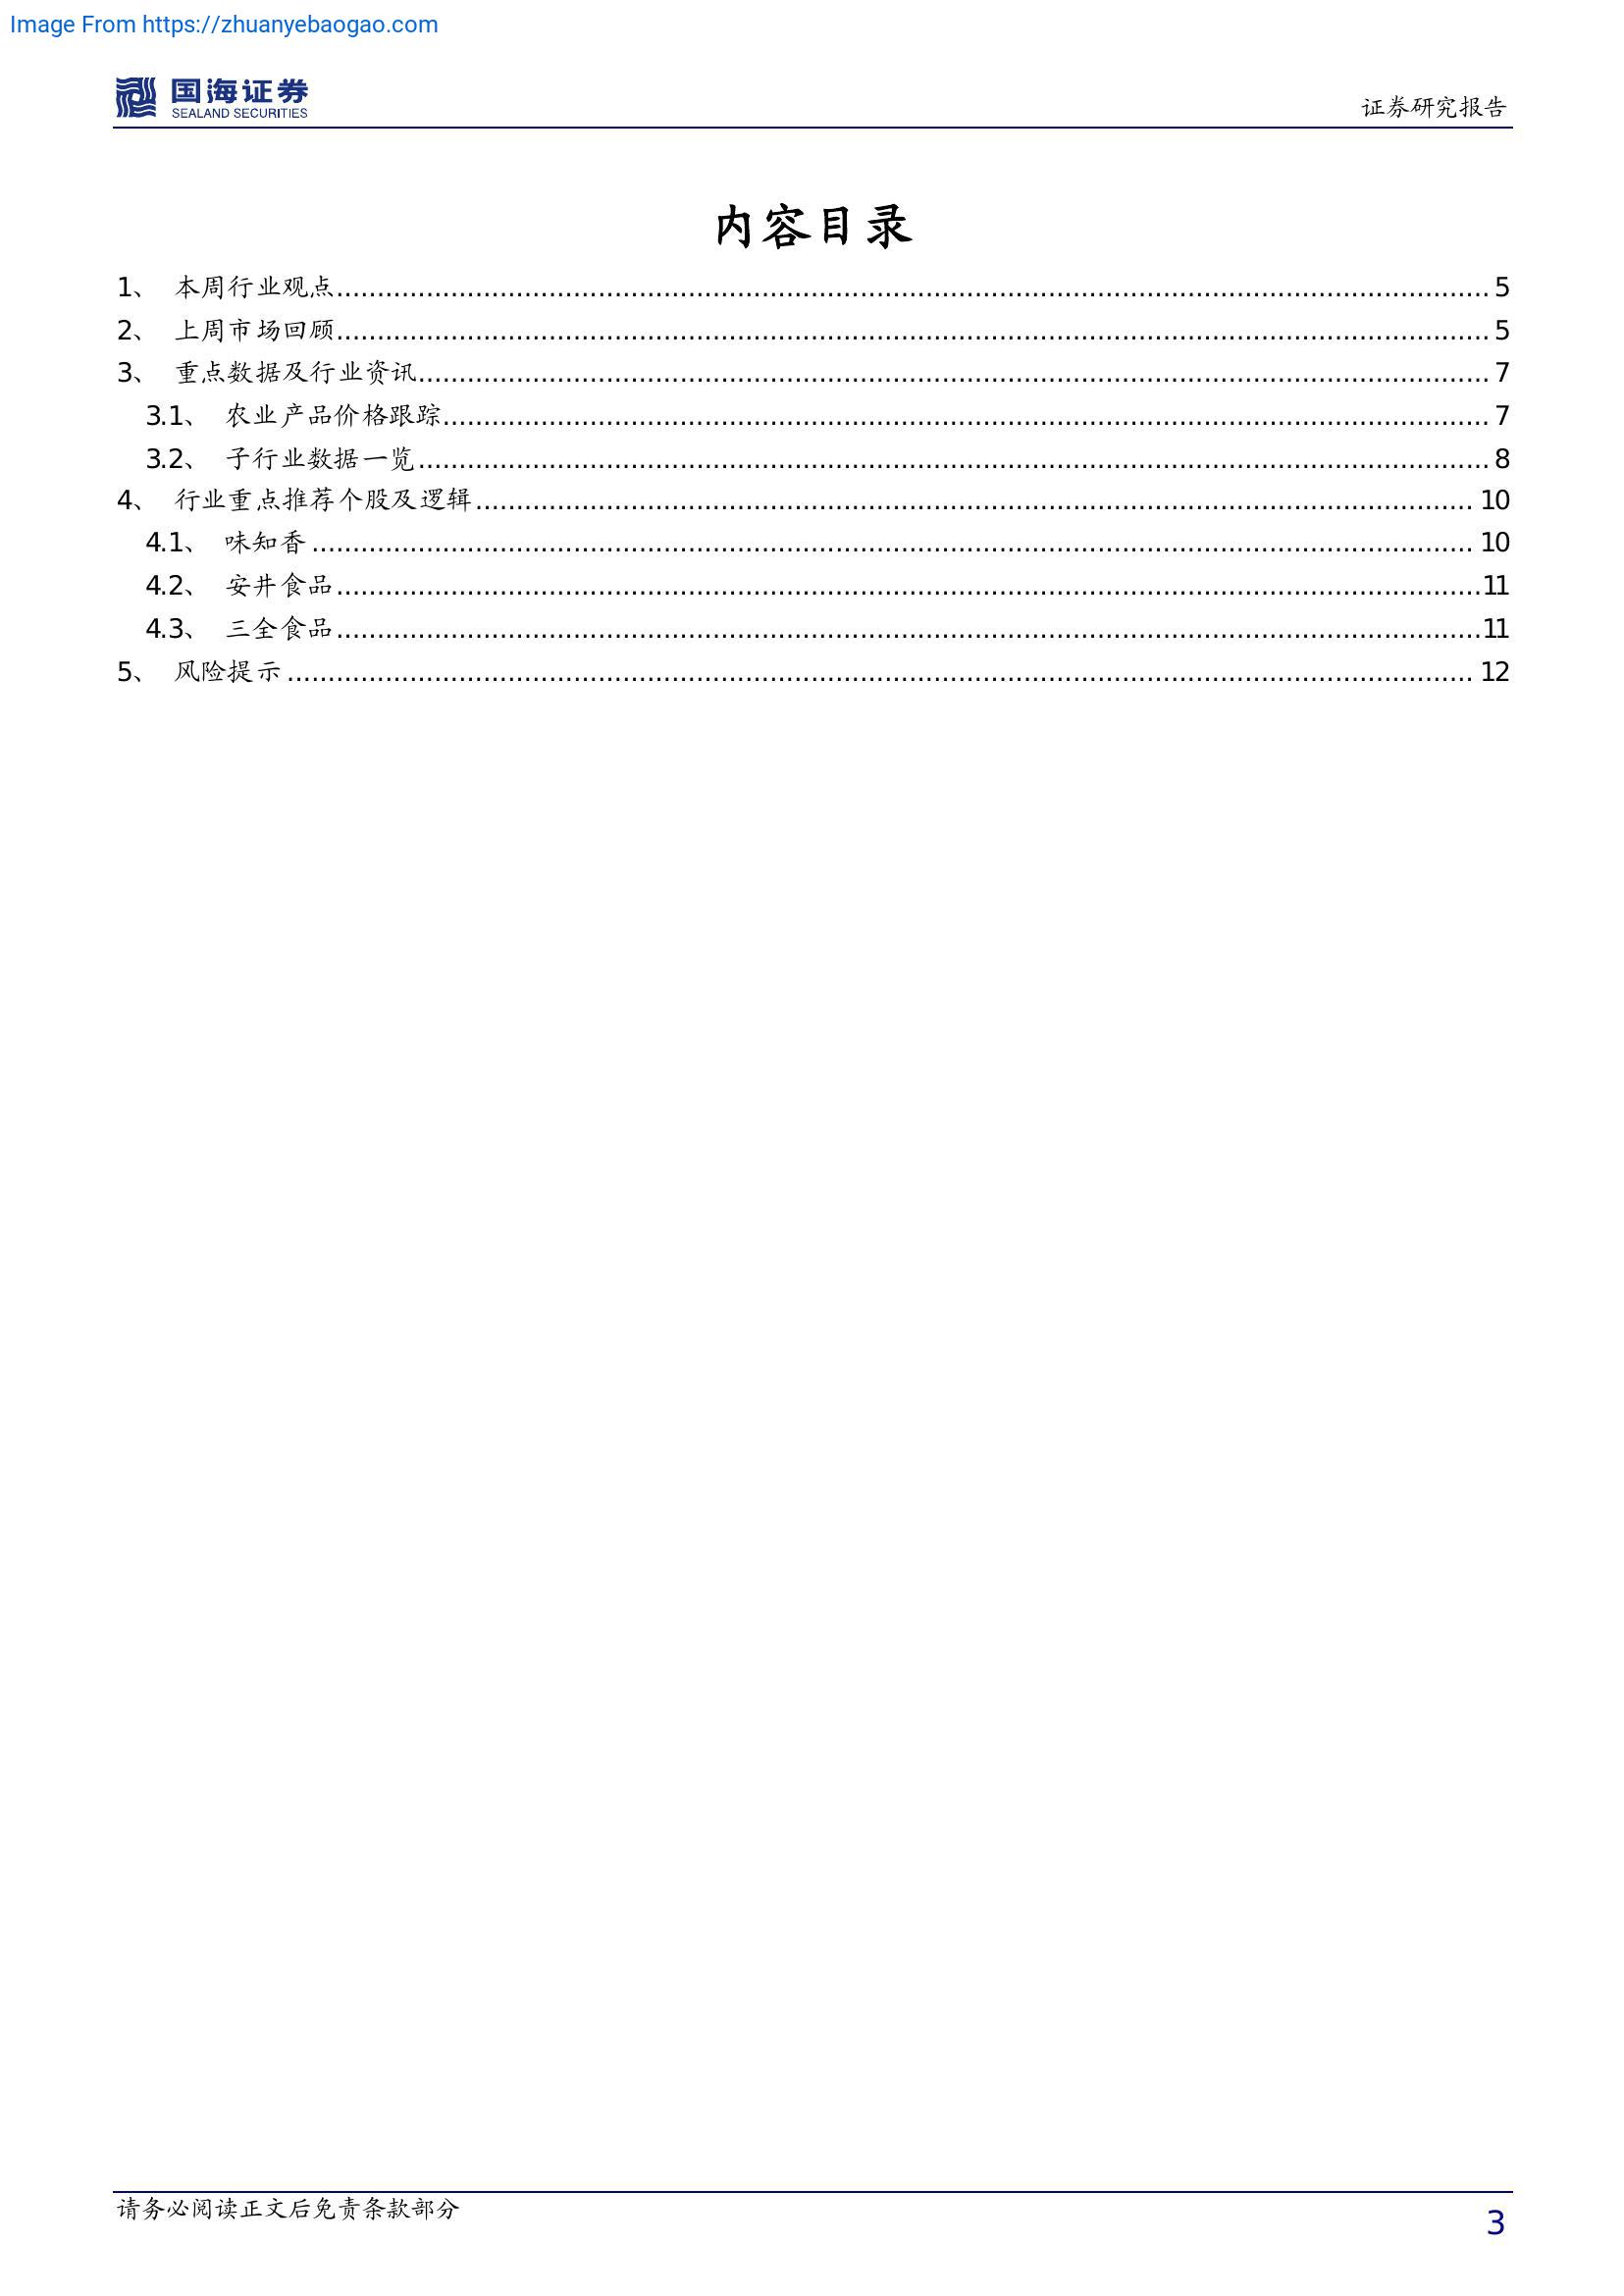 Image From https://zhuanyebaogao.com
国海证券
SEALAND SECURITIES
证券研究报告
内容目录
1、 本周行业观点 5
2、 上周市场回顾 5
3、 重点数据及行业资讯 7
3.1、 农业产品价格跟踪 7
3.2、 子行业数据一览 8
4、 行业重点推荐个股及逻辑 10
4.1、 味知香 10
4.2、 安井食品 11
4.3、 三全食品 11
5、 风险提示 12
请务必阅读正文后免责条款部分
3